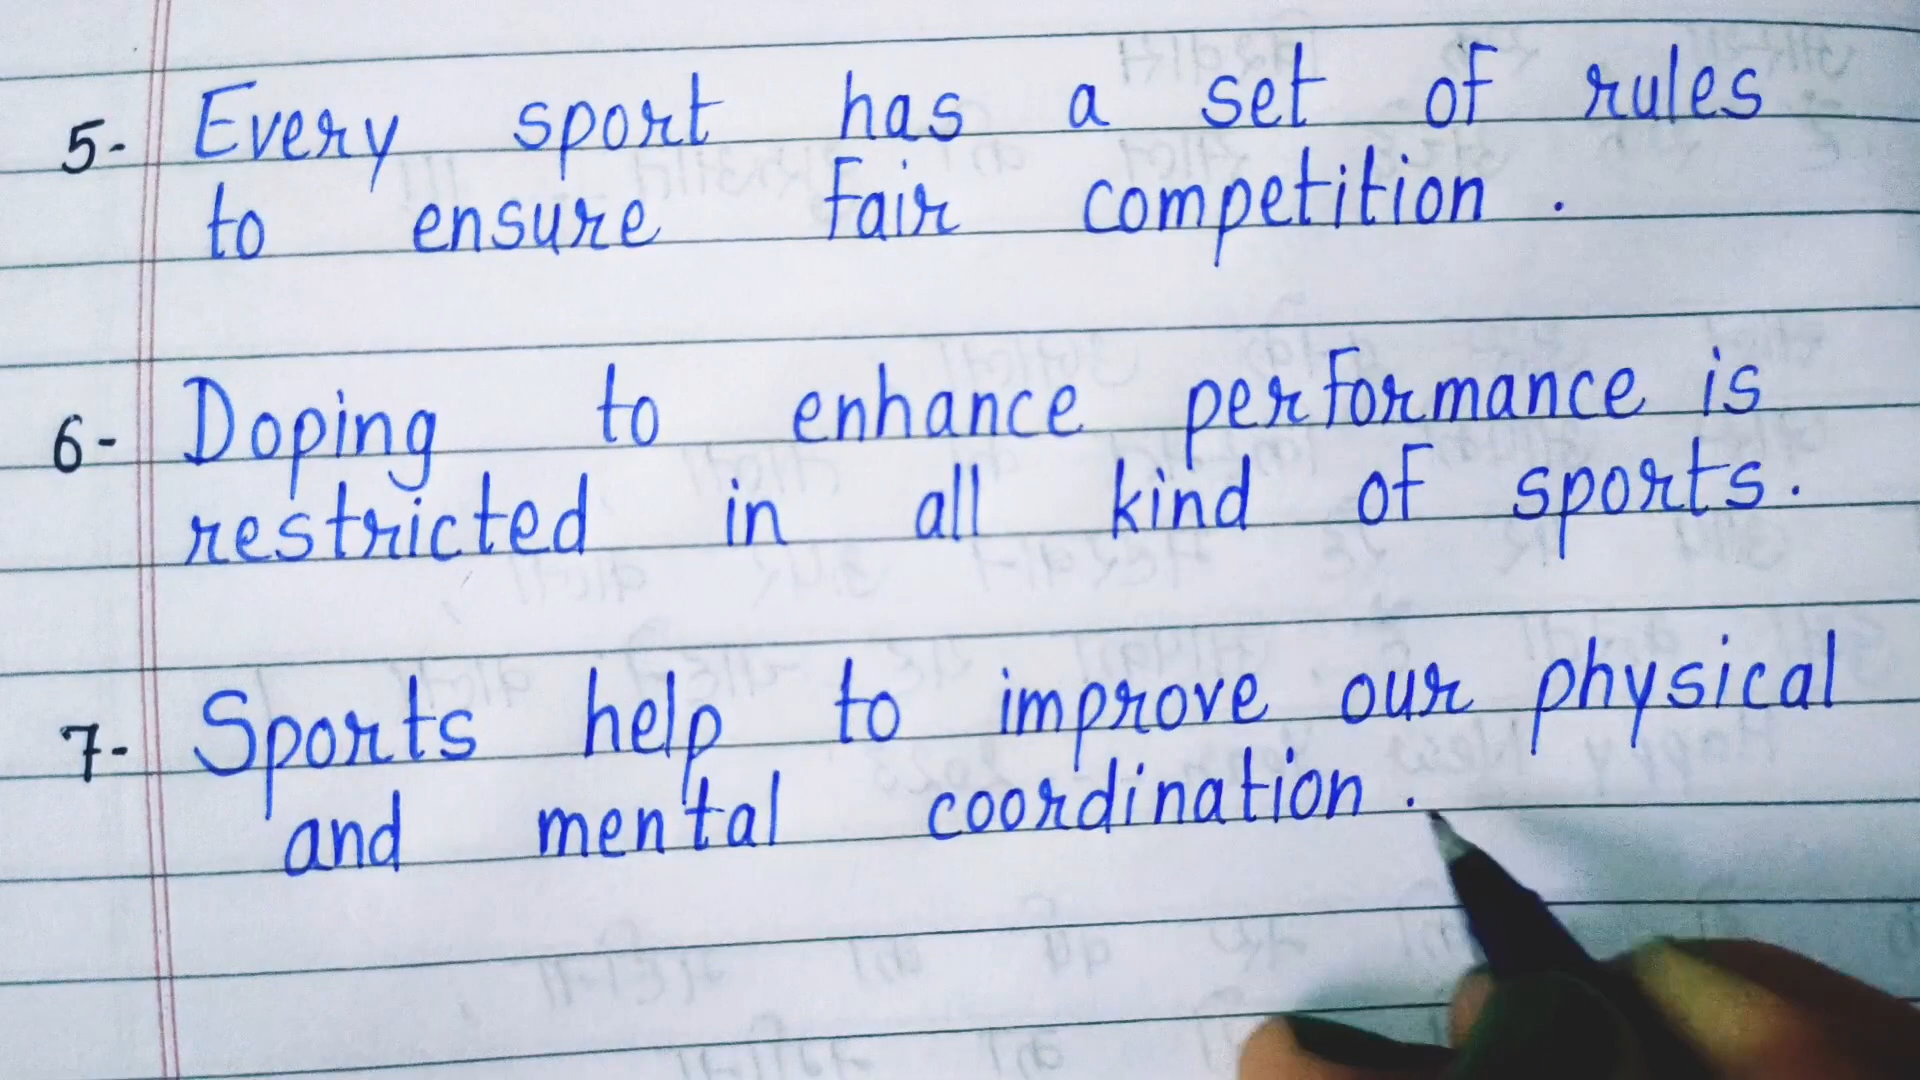 5- Every sport has a set of rules
to ensure fair competition .
6- Doping to enhance performance is
restricted in all kind of sports.
7- Sports help to improve our physical
and mental coordination .